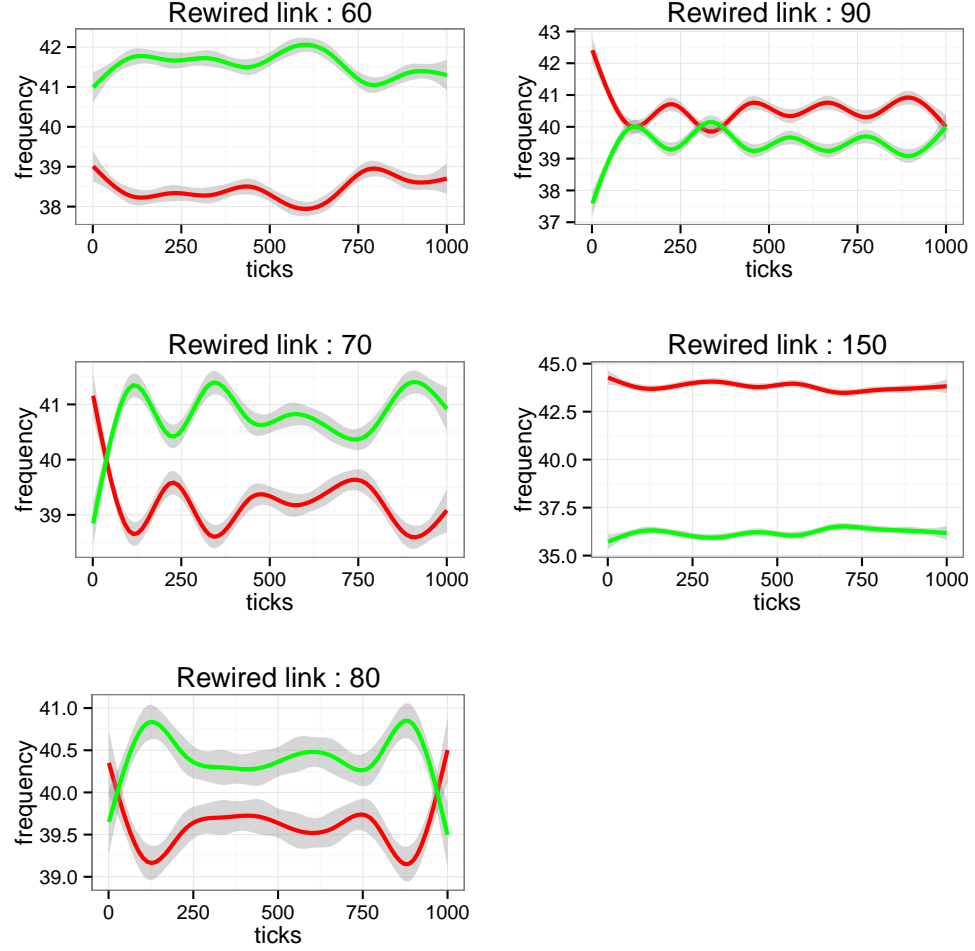 Rewired link : 60
42
41
40
39
38
frequency
0 250 500 750 1000
ticks
Rewired link : 90
43
42
41
40
39
38
37
frequency
0 250 500 750 1000
ticks
Rewired link : 70
41
40
39
frequency
0 250 500 750 1000
ticks
Rewired link : 150
45.0
42.5
40.0
37.5
35.0
frequency
0 250 500 750 1000
ticks
Rewired link : 80
41.0
40.5
40.0
39.5
39.0
frequency
0 250 500 750 1000
ticks